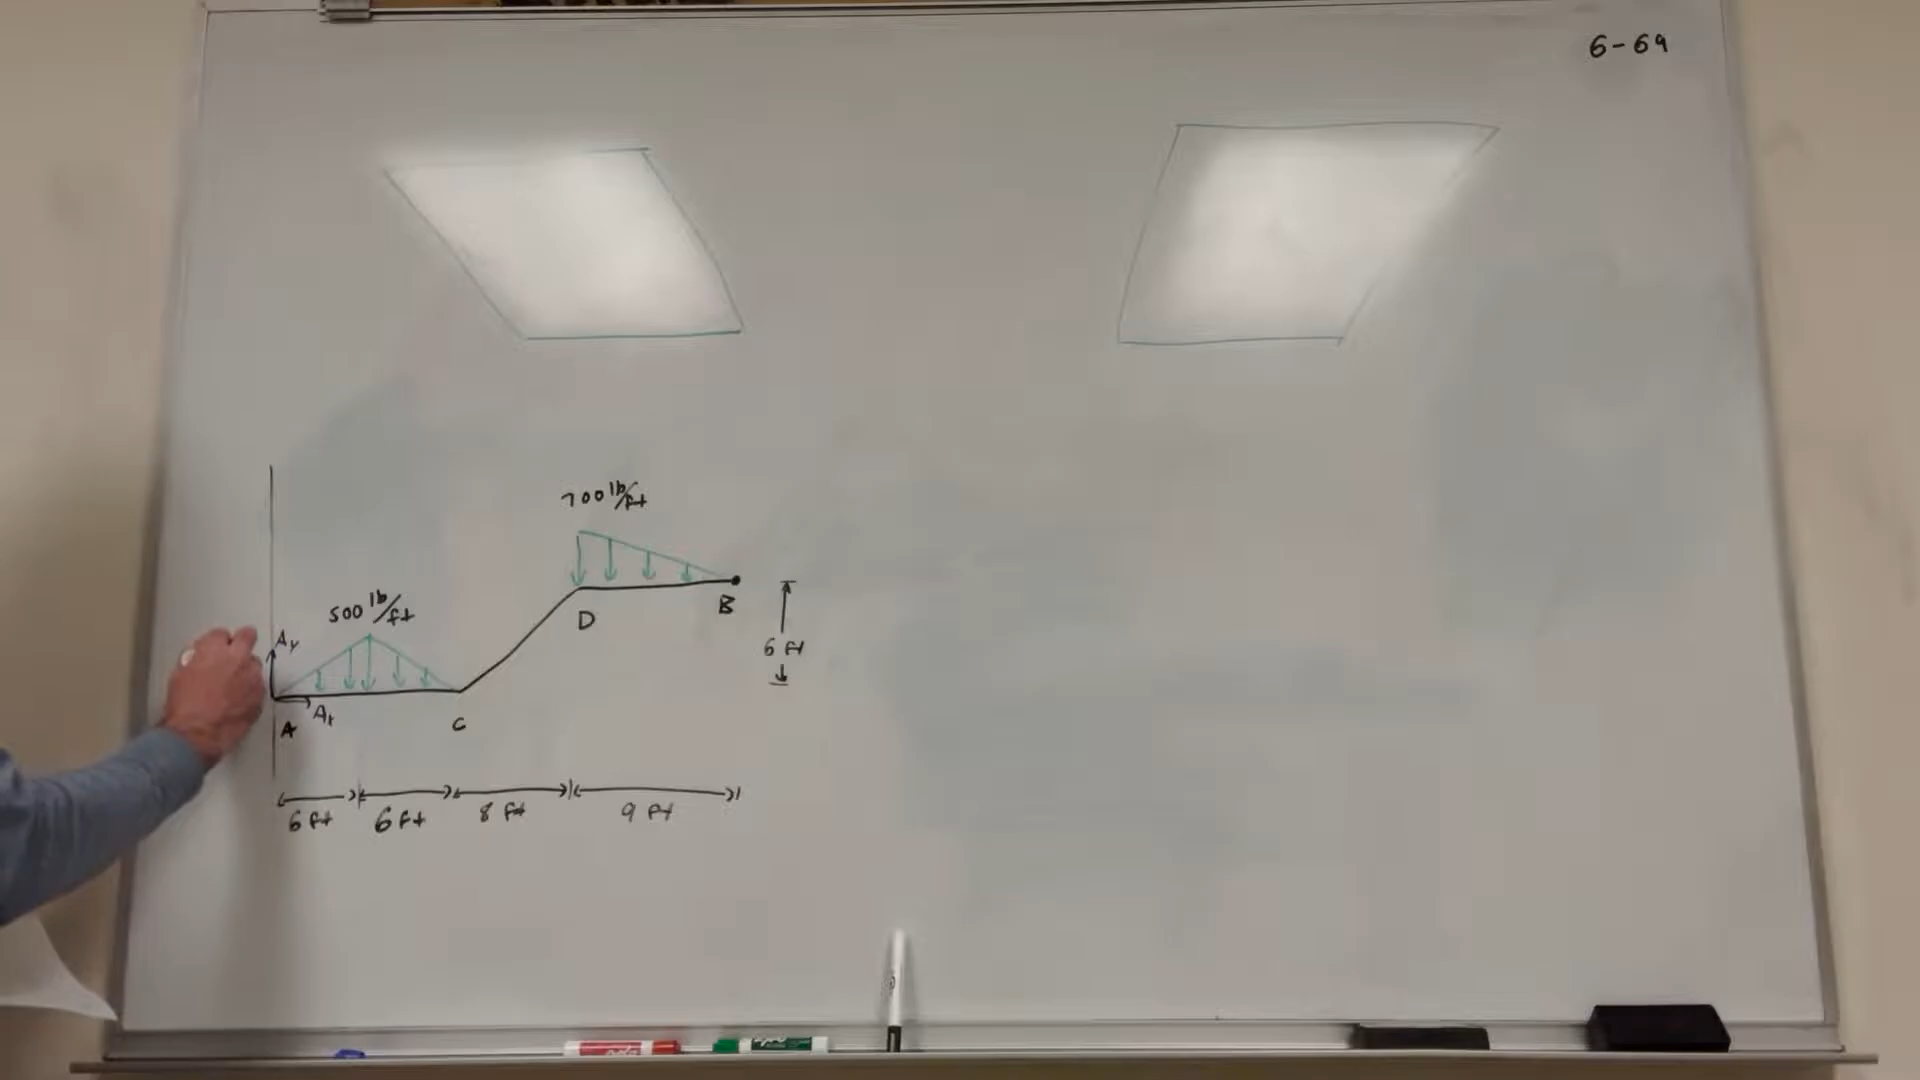 6-69
700 lb/ft
500 lb/ft
D
B
6 ft
Ay
Ax
A
C
6 ft 6 ft 8 ft 9 ft